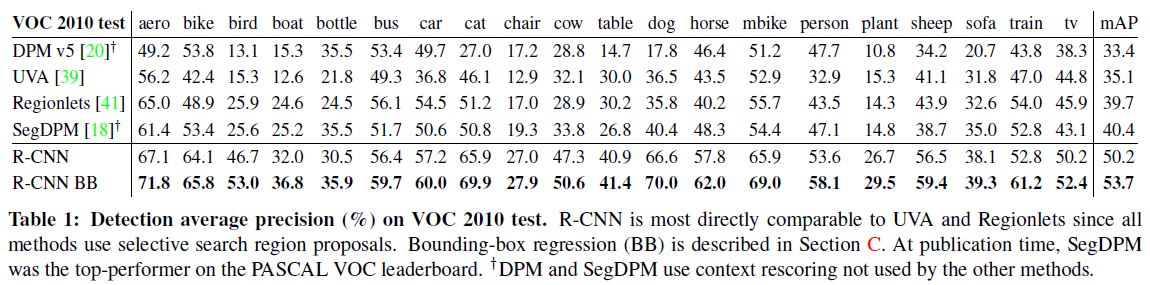 VOC 2010 test aero bike bird boat bottle bus car cat chair cow table dog horse mbike person plant sheep sofa train tv mAP
DPM v5 [20]† 49.2 53.8 13.1 15.3 35.5 53.4 49.7 27.0 17.2 28.8 14.7 17.8 46.4 51.2 47.7 10.8 34.2 20.7 43.8 38.3 33.4
UVA [39] 56.2 42.4 15.3 12.6 21.8 49.3 36.8 46.1 12.9 32.1 30.0 36.5 43.5 52.9 32.9 15.3 41.1 31.8 47.0 44.8 35.1
Regionlets [41] 65.0 48.9 25.9 24.6 24.5 56.1 54.5 51.2 17.0 28.9 30.2 35.8 40.2 55.7 43.5 14.3 43.9 32.6 54.0 45.9 39.7
SegDPM [18]† 61.4 53.4 25.6 25.2 35.5 51.7 50.6 50.8 19.3 33.8 26.8 40.4 48.3 54.4 47.1 14.8 38.7 35.0 52.8 43.1 40.4
R-CNN 67.1 64.1 46.7 32.0 30.5 56.4 57.2 65.9 27.0 47.3 40.9 66.6 57.8 65.9 53.6 26.7 56.5 38.1 52.8 50.2 50.2
R-CNN BB 71.8 65.8 53.0 36.8 35.9 59.7 60.0 69.9 27.9 50.6 41.4 70.0 62.0 69.0 58.1 29.5 59.4 39.3 61.2 52.4 53.7
Table 1: Detection average precision (%) on VOC 2010 test. R-CNN is most directly comparable to UVA and Regionlets since all
methods use selective search region proposals. Bounding-box regression (BB) is described in Section C. At publication time, SegDPM
was the top-performer on the PASCAL VOC leaderboard. †DPM and SegDPM use context rescoring not used by the other methods.